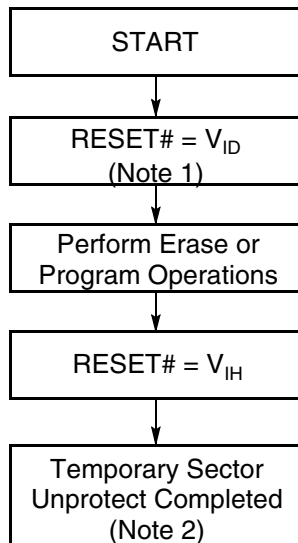 START
RESET# = VID
(Note 1)
Perform Erase or
Program Operations
RESET# = VIH
Temporary Sector
Unprotect Completed
(Note 2)